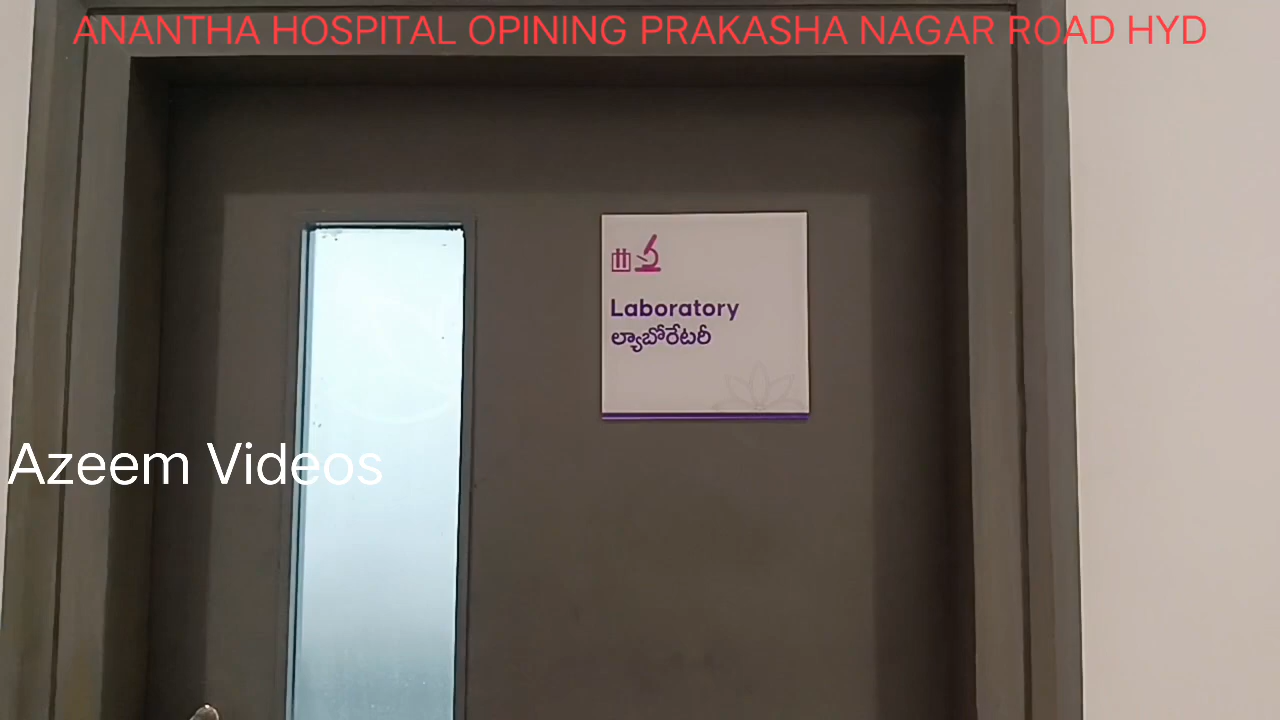 ANANTHA HOSPITAL OPINING PRAKASHA NAGAR ROAD HYD
Laboratory
ల్యాబోరేటరీ
Azeem Videos